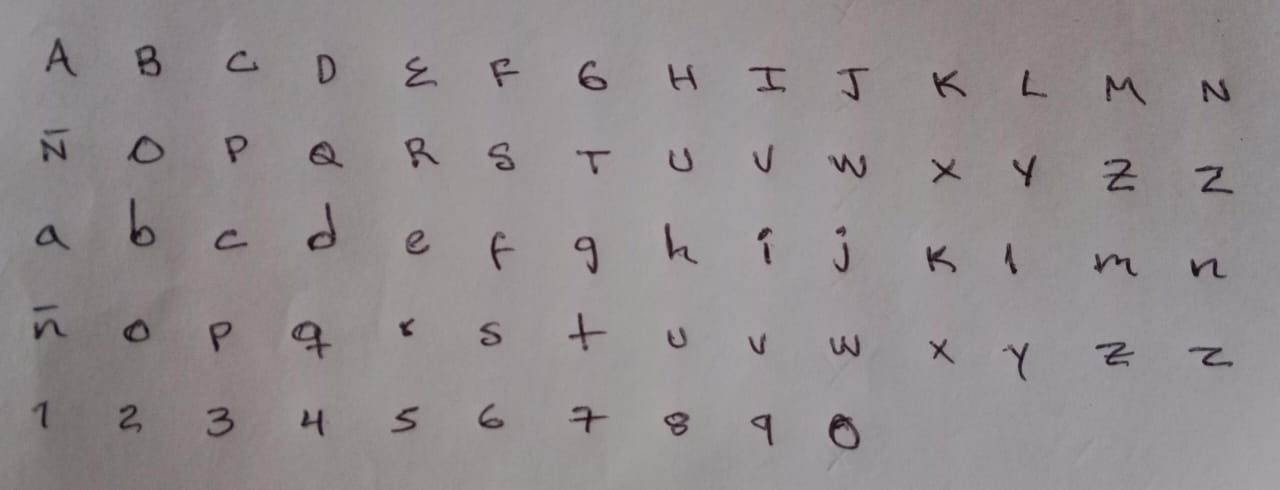 A B C D E F G H I J K L M N
Ñ O P Q R S T U V W X Y Z Z
a b c d e f g h i j k l m n
ñ o p q r s t u v w x y z z
1 2 3 4 5 6 7 8 9 0